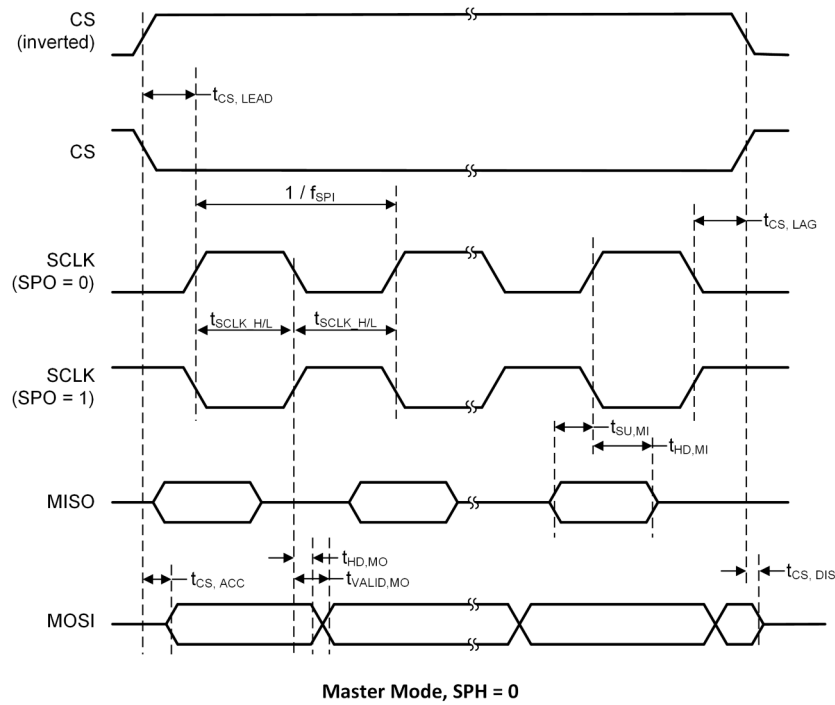 CS
(inverted)
tCS, LEAD
CS
1 / fSPI
tCS, LAG
SCLK
(SPO = 0)
tSCLK_H/L
tSCLK_H/L
SCLK
(SPO = 1)
tSU,MI
tHD,MI
MISO
tHD,MO
tCS, ACC
tVALID,MO
tCS, DIS
MOSI
Master Mode, SPH = 0